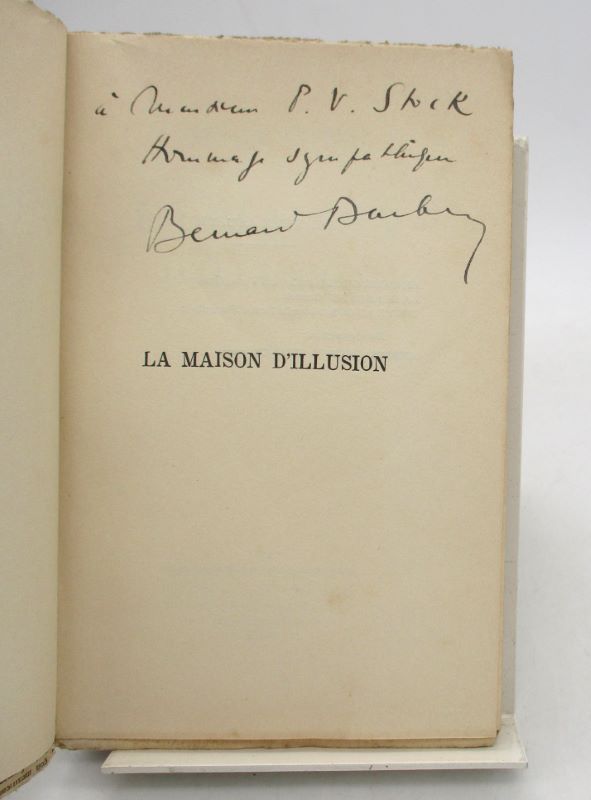 à Monsieur P. V. Stock
Hommage sympathique
Bernard Barbey
LA MAISON D'ILLUSION